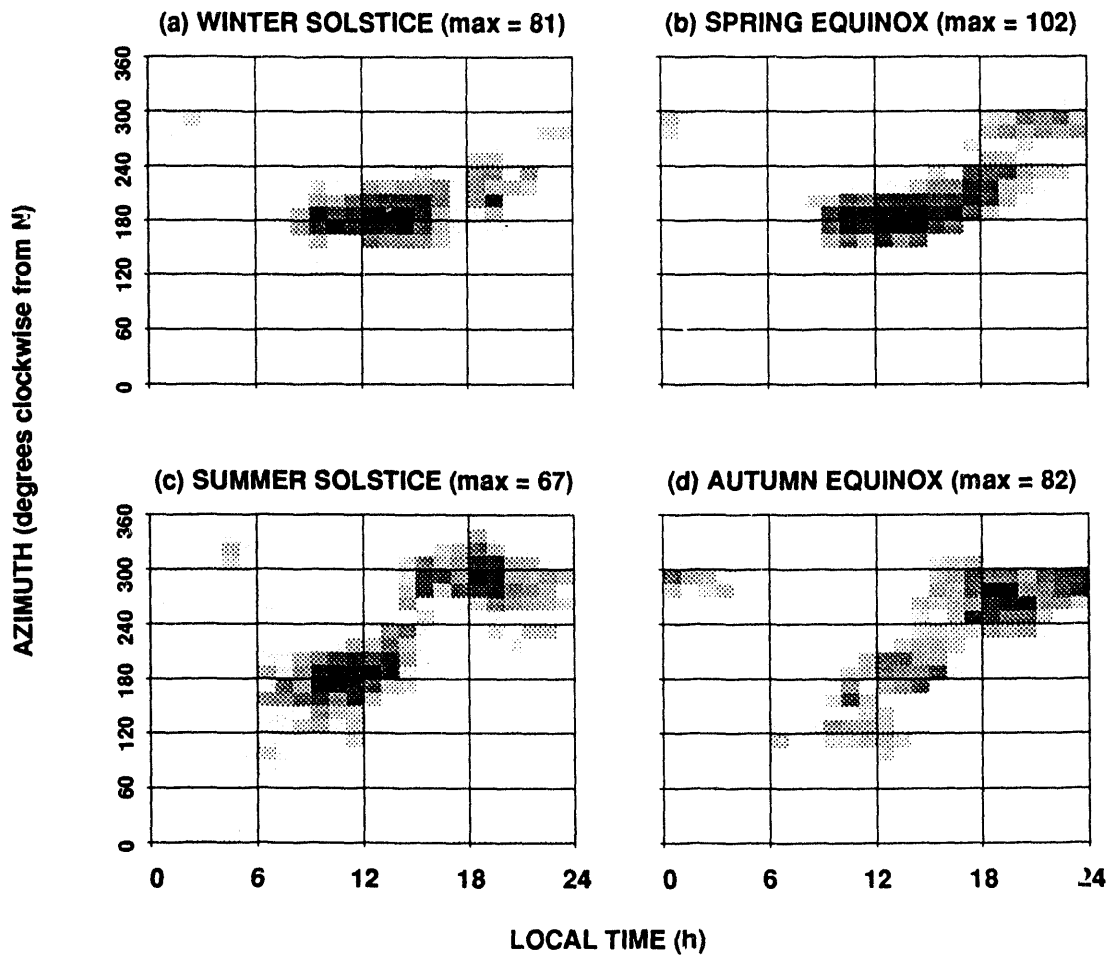 (a) WINTER SOLSTICE (max = 81)
(b) SPRING EQUINOX (max = 102)
360
300
240
180
120
60
0
AZIMUTH (degrees clockwise from N)
(c) SUMMER SOLSTICE (max = 67)
(d) AUTUMN EQUINOX (max = 82)
360
300
240
180
120
60
0
0 6 12 18 24
0 6 12 18 24
LOCAL TIME (h)